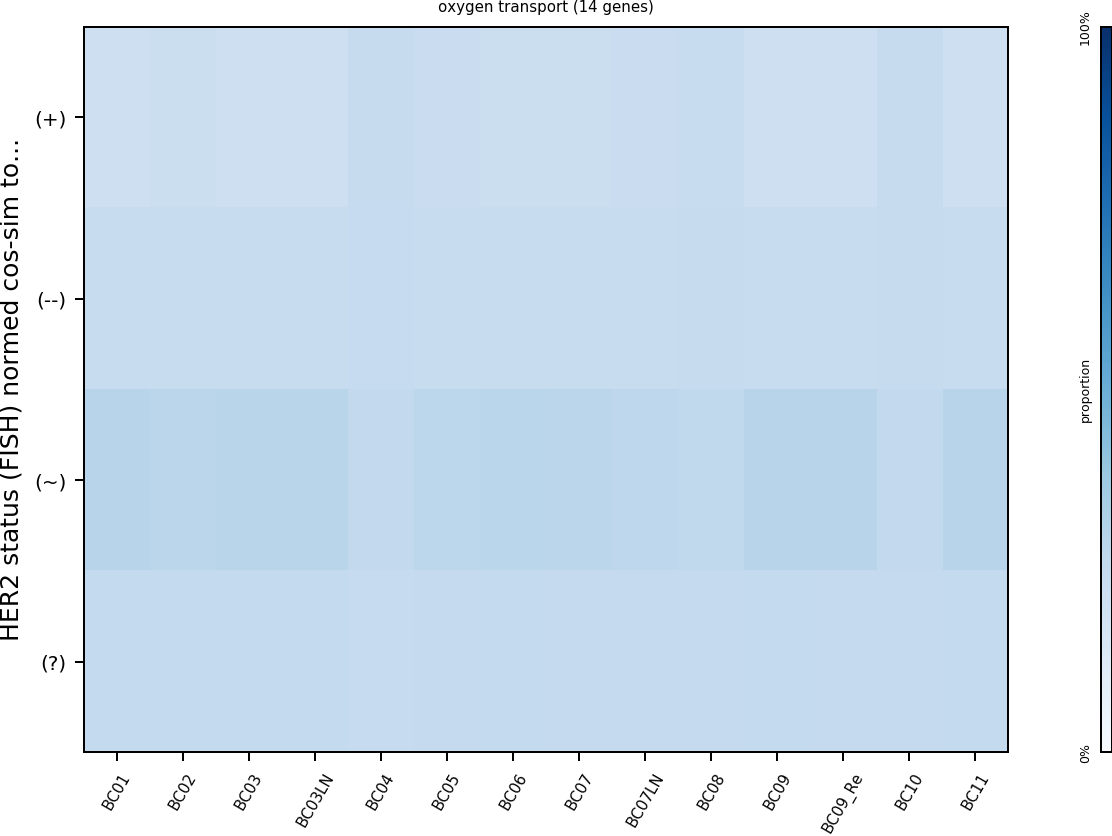 oxygen transport (14 genes)
HER2 status (FISH) normed cos-sim to...
(+)
(--)
(~)
(?)
BC01
BC02
BC03
BC03LN
BC04
BC05
BC06
BC07
BC07LN
BC08
BC09
BC09_Re
BC10
BC11
100%
proportion
0%